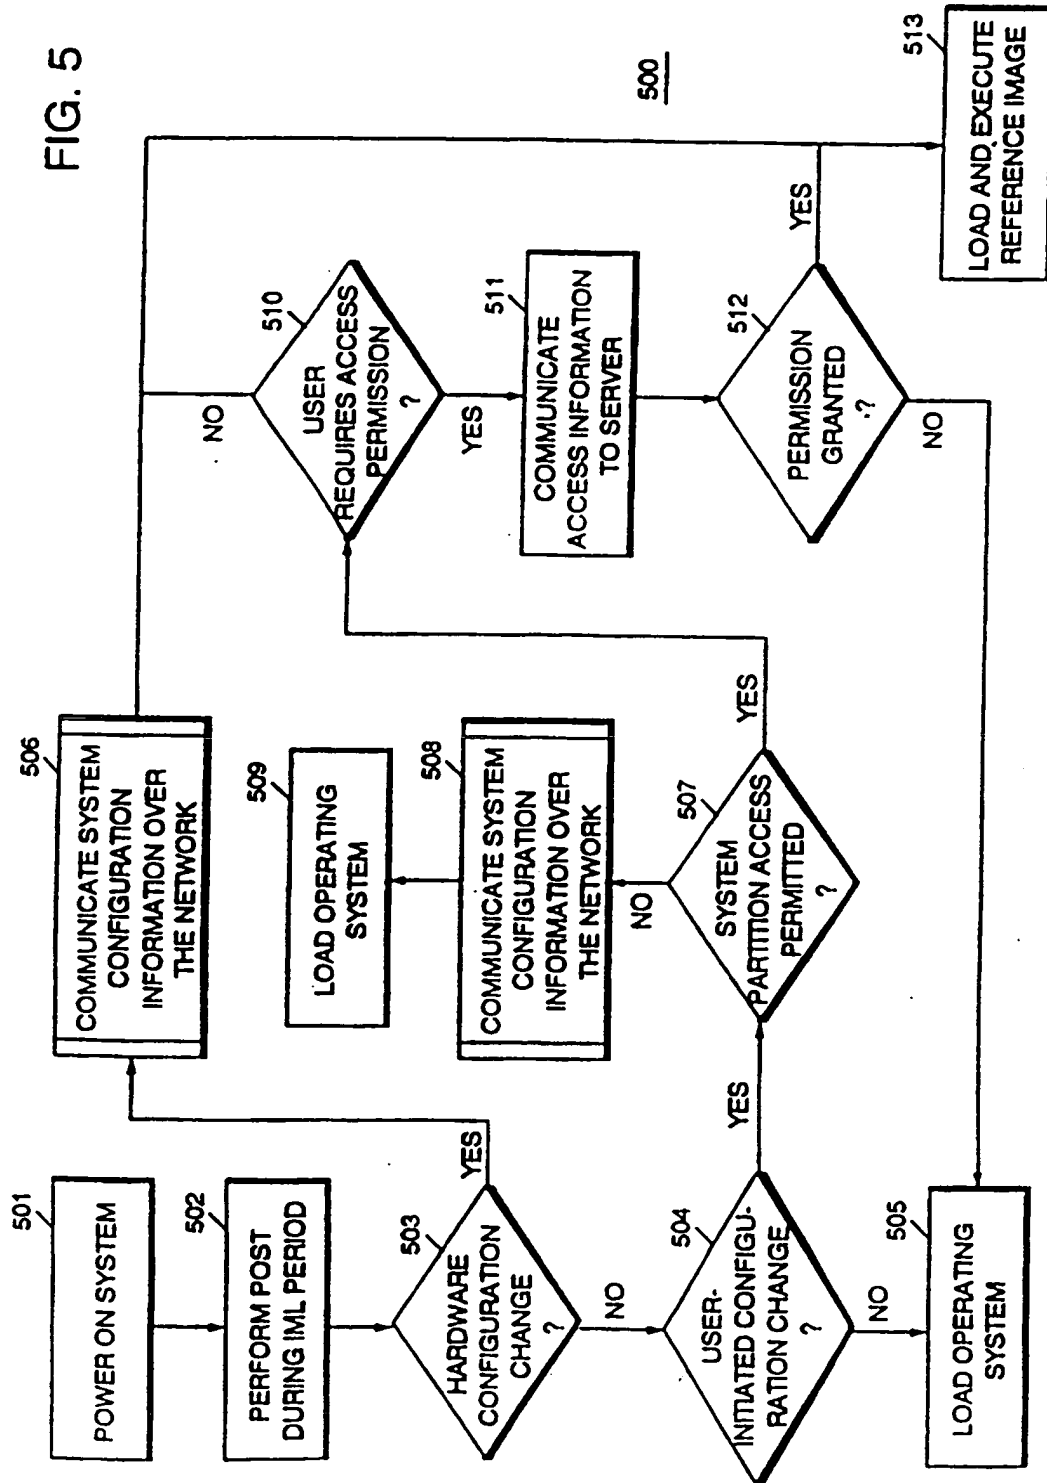 FIG. 5
500
501
POWER ON SYSTEM
502
PERFORM POST
DURING IML PERIOD
503
HARDWARE
CONFIGURATION
CHANGE
?
YES
NO
504
USER-
INITIATED CONFIGU-
RATION CHANGE
?
YES
NO
505
LOAD OPERATING
SYSTEM
506
COMMUNICATE SYSTEM
CONFIGURATION
INFORMATION OVER
THE NETWORK
509
LOAD OPERATING
SYSTEM
508
COMMUNICATE SYSTEM
CONFIGURATION
INFORMATION OVER
THE NETWORK
NO
507
SYSTEM
PARTITION ACCESS
PERMITTED
?
YES
NO
510
USER
REQUIRES ACCESS
PERMISSION
?
YES
511
COMMUNICATE
ACCESS INFORMATION
TO SERVER
512
PERMISSION
GRANTED
?
YES
NO
513
LOAD AND EXECUTE
REFERENCE IMAGE